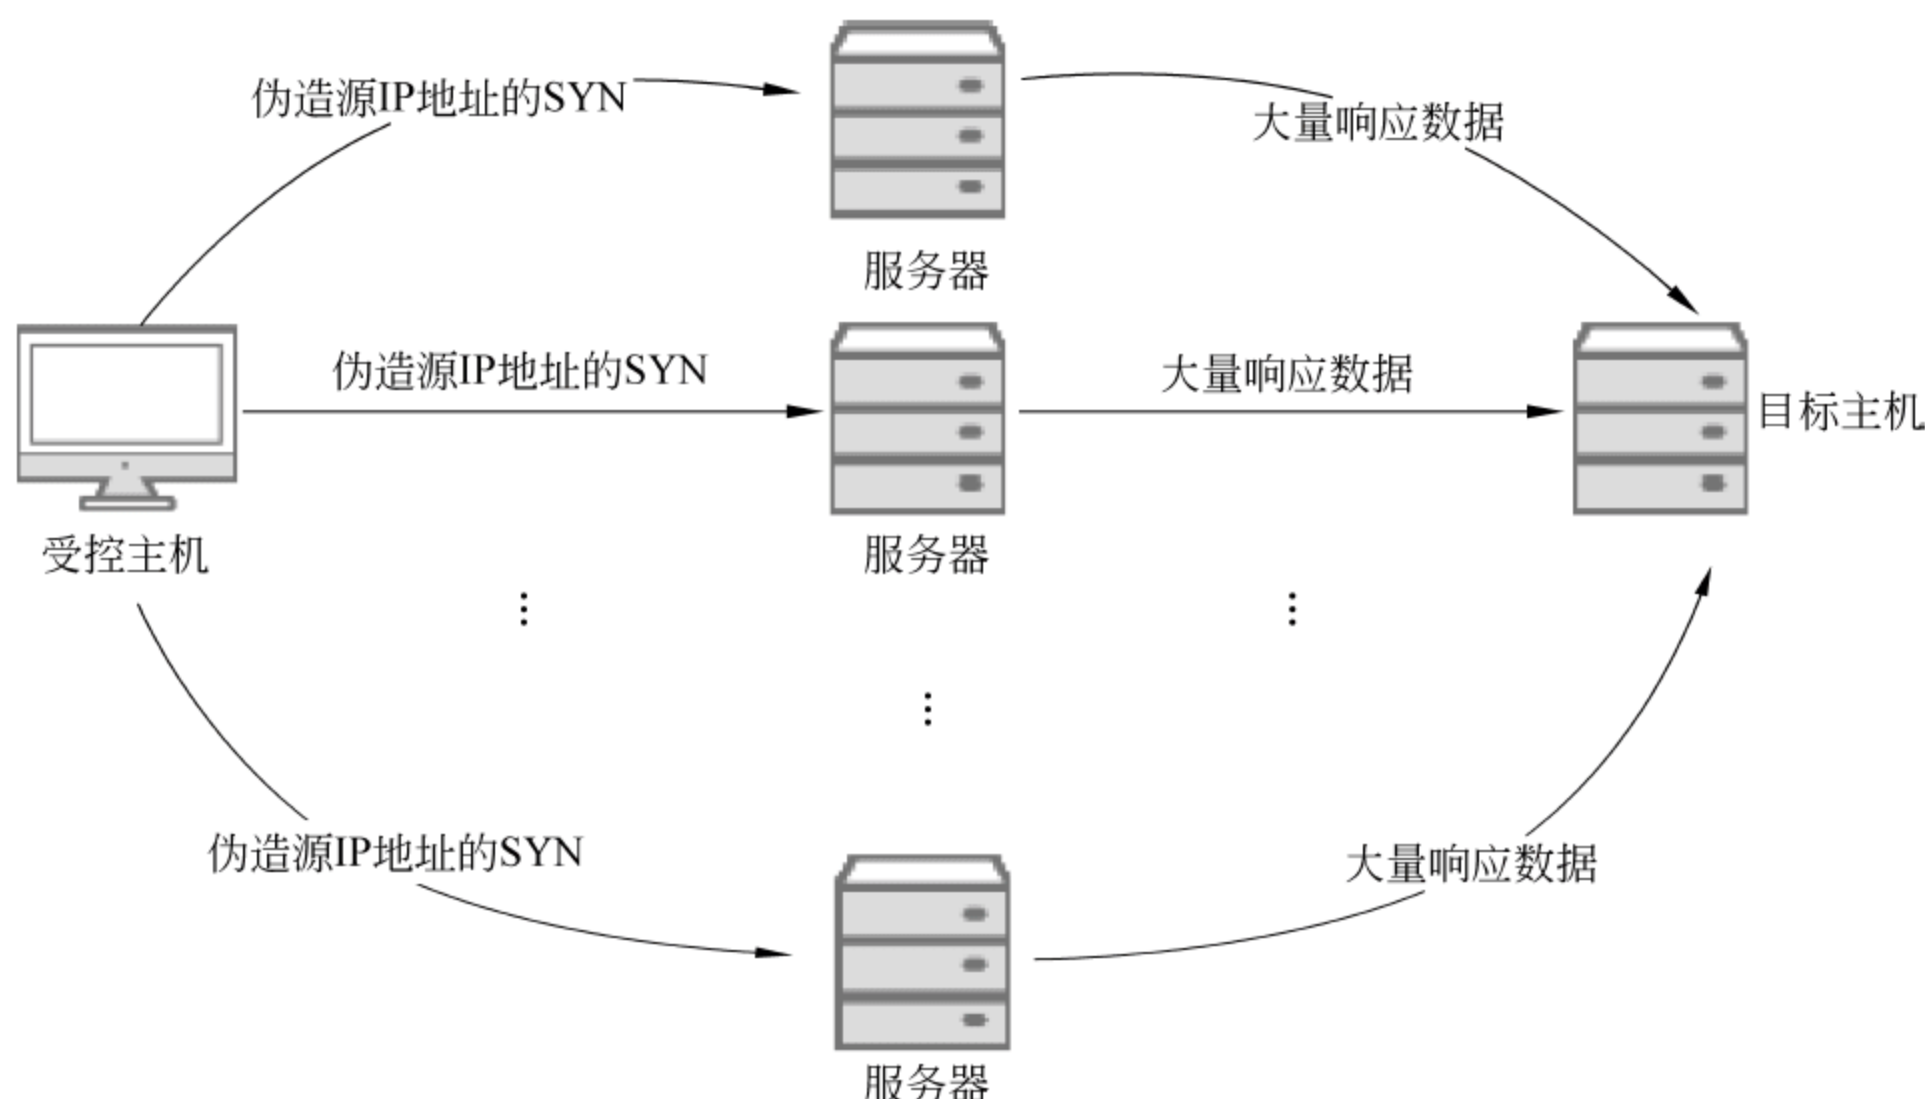 伪造源IP地址的SYN
大量响应数据
服务器
伪造源IP地址的SYN
大量响应数据
目标主机
受控主机
服务器
伪造源IP地址的SYN
大量响应数据
服务器